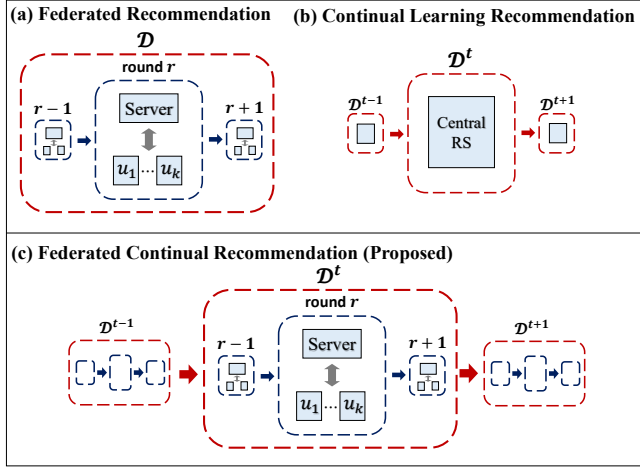 (a) Federated Recommendation
𝓓
round r
r − 1
Server
r + 1
u₁ ... uₖ
(b) Continual Learning Recommendation
𝓓ᵗ
𝓓ᵗ⁻¹
Central
RS
𝓓ᵗ⁺¹
(c) Federated Continual Recommendation (Proposed)
𝓓ᵗ
round r
𝓓ᵗ⁻¹
r − 1
Server
r + 1
𝓓ᵗ⁺¹
u₁ ... uₖ